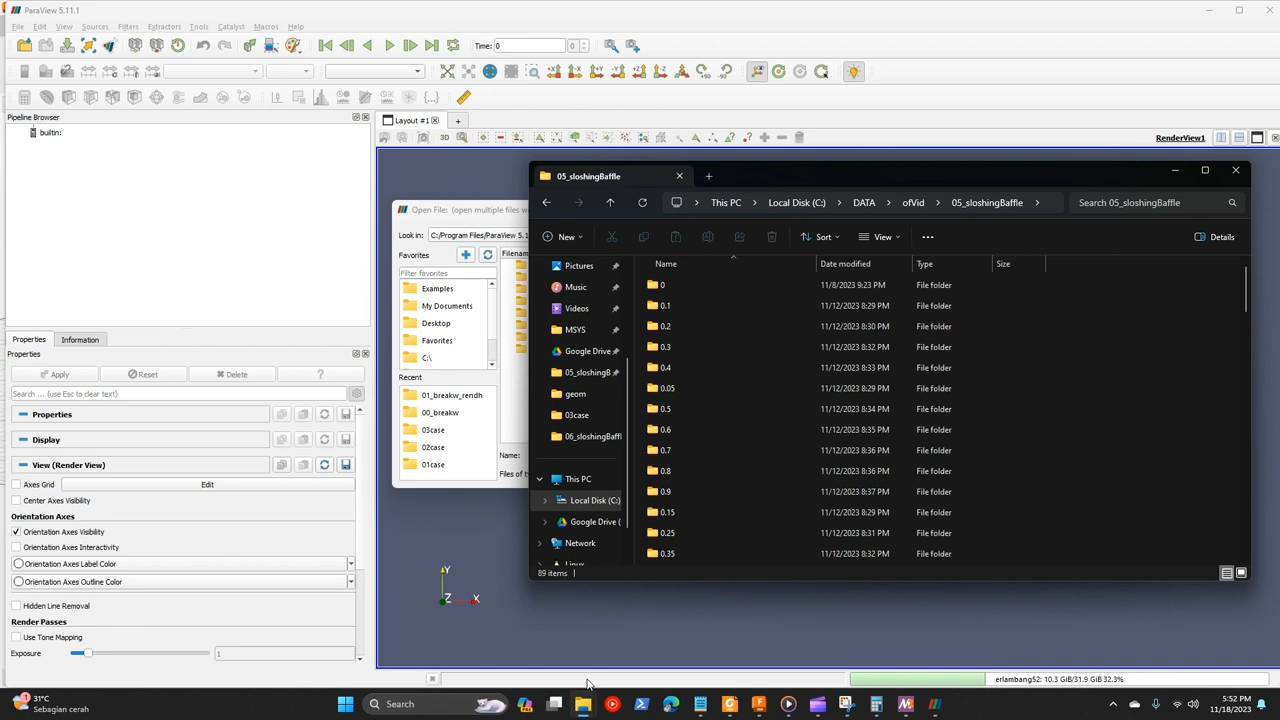 ParaView 5.11.1
File Edit View Sources Filters Extractors Tools Catalyst Macros Help
Time: 0 0
Pipeline Browser
builtin:
Layout #1
3D
RenderView1
Properties Information
Properties
Apply Reset Delete ?
Search ... (use Esc to clear text)
Properties
Display
View (Render View)
Axes Grid Edit
Center Axes Visibility
Orientation Axes
Orientation Axes Visibility
Orientation Axes Interactivity
Orientation Axes Label Color
Orientation Axes Outline Color
Hidden Line Removal
Render Passes
Use Tone Mapping
Exposure 1
Open File: (open multiple files wi
Look in: C:/Program Files/ParaView 5.1
Favorites
Filename
Filter favorites
Examples
My Documents
Desktop
Favorites
C:\
Recent
01_breakw_rendh
00_breakw
03case
02case
01case
Name:
Files of ty
Y
Z X
05_sloshingBaffle
This PC Local Disk (C:) DATA ofVid 05_sloshingBaffle Search 05_sloshingBaffle
New Sort View Details
Pictures
Music
Videos
MSYS
Google Drive
05_sloshingB
geom
03case
06_sloshingBaffl
This PC
Local Disk (C:)
Google Drive (
Network
Linux
Name Date modified Type Size
0 11/8/2023 9:23 PM File folder
0.1 11/12/2023 8:29 PM File folder
0.2 11/12/2023 8:30 PM File folder
0.3 11/12/2023 8:32 PM File folder
0.4 11/12/2023 8:33 PM File folder
0.05 11/12/2023 8:29 PM File folder
0.5 11/12/2023 8:34 PM File folder
0.6 11/12/2023 8:35 PM File folder
0.7 11/12/2023 8:36 PM File folder
0.8 11/12/2023 8:36 PM File folder
0.9 11/12/2023 8:37 PM File folder
0.15 11/12/2023 8:29 PM File folder
0.25 11/12/2023 8:31 PM File folder
0.35 11/12/2023 8:32 PM File folder
89 items
erlambang52: 10.3 GiB/31.9 GiB 32.3%
31°C
Sebagian cerah
Search
5:52 PM
11/18/2023